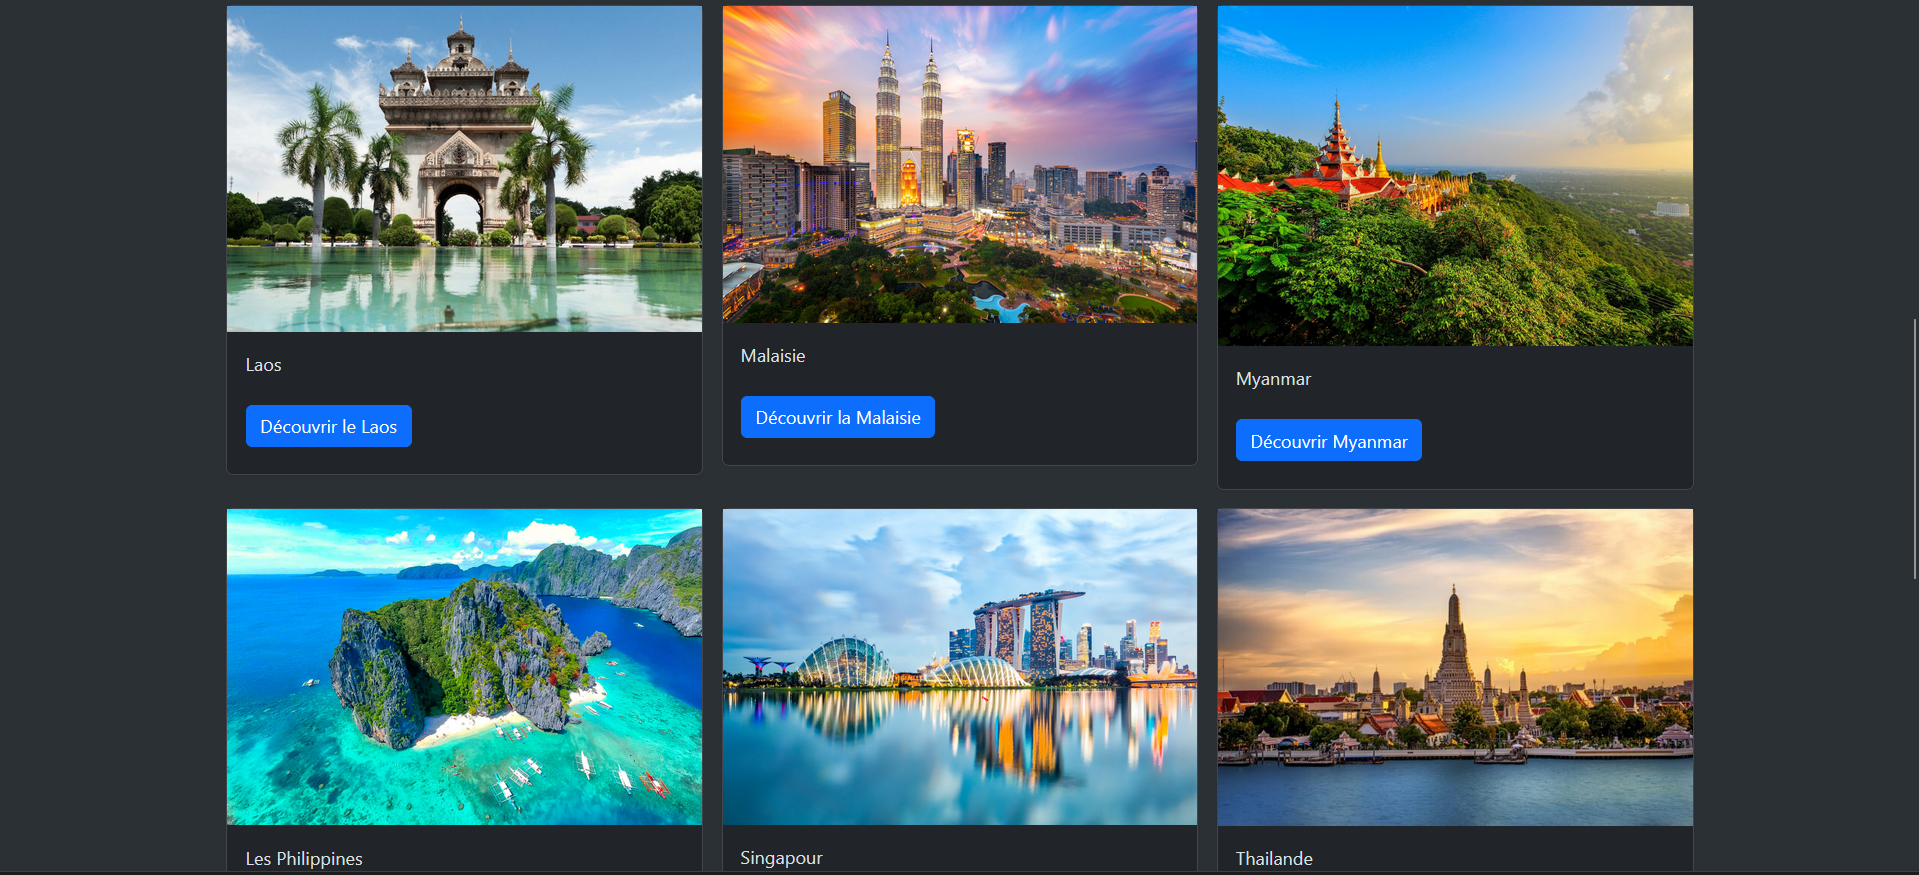 Laos
Malaisie
Myanmar
Découvrir le Laos
Découvrir la Malaisie
Découvrir Myanmar
Les Philippines
Singapour
Thailande